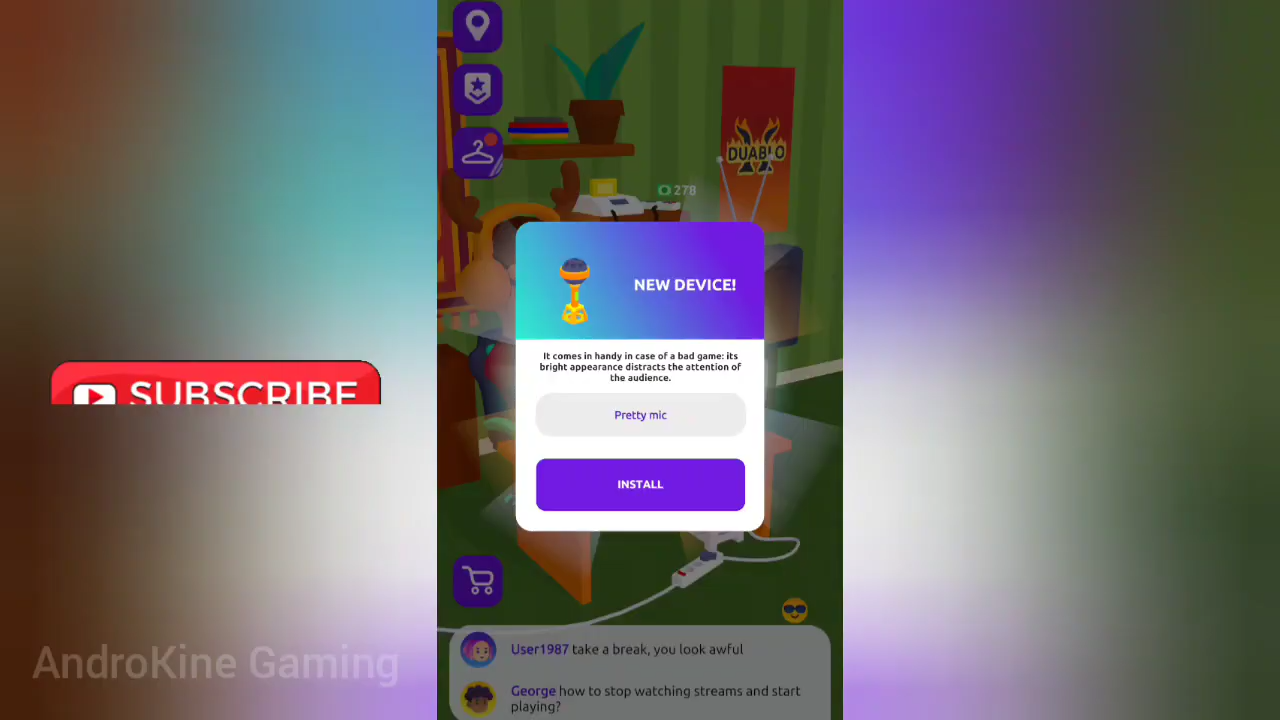 DUABLO
278
NEW DEVICE!
It comes in handy in case of a bad game: its
bright appearance distracts the attention of
the audience.
Pretty mic
INSTALL
SUBSCRIBE
AndroKine Gaming
User1987 take a break, you look awful
George how to stop watching streams and start
playing?